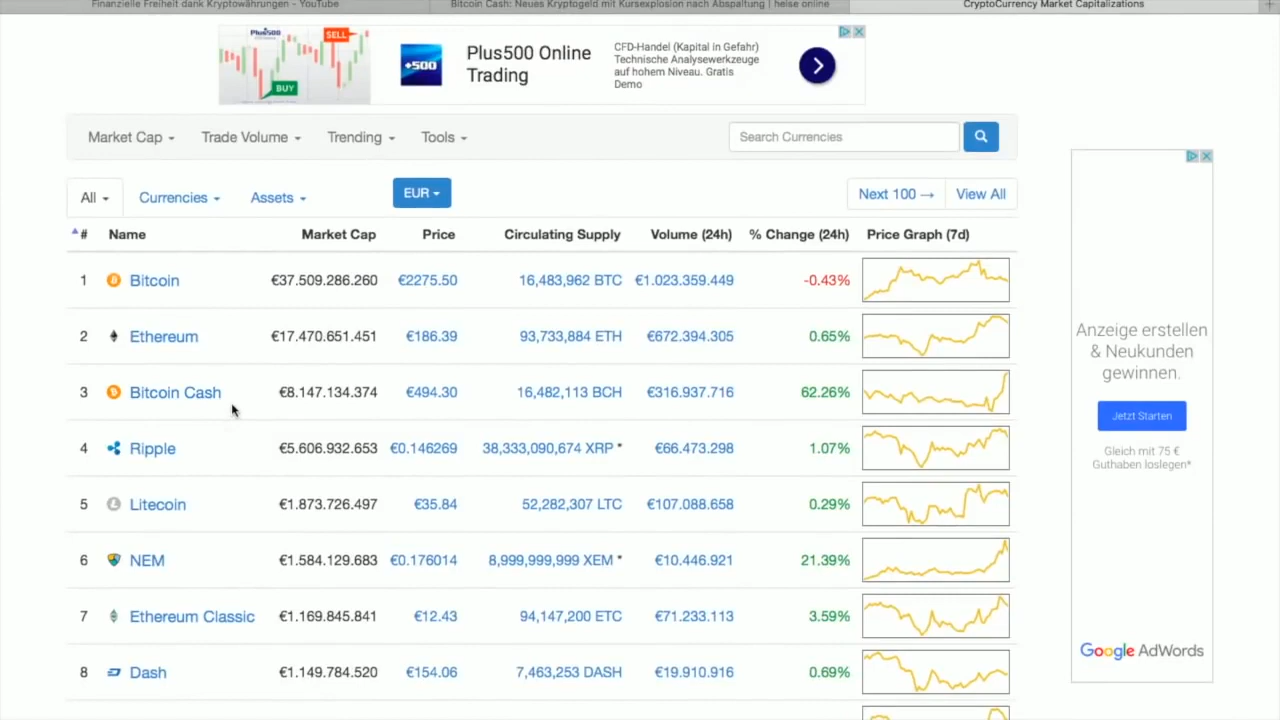 Finanzielle Freiheit dank Kryptowährungen - YouTube
Bitcoin Cash: Neues Kryptogeld mit Kursexplosion nach Abspaltung | heise online
CryptoCurrency Market Capitalizations
Plus500
SELL
BUY
+500
Plus500 Online
Trading
CFD-Handel (Kapital in Gefahr)
Technische Analysewerkzeuge
auf hohem Niveau. Gratis
Demo
Market Cap Trade Volume Trending Tools Search Currencies
All Currencies Assets EUR Next 100 → View All
# Name Market Cap Price Circulating Supply Volume (24h) % Change (24h) Price Graph (7d)
1 Bitcoin €37.509.286.260 €2275.50 16,483,962 BTC €1.023.359.449 -0.43%
2 Ethereum €17.470.651.451 €186.39 93,733,884 ETH €672.394.305 0.65%
3 Bitcoin Cash €8.147.134.374 €494.30 16,482,113 BCH €316.937.716 62.26%
4 Ripple €5.606.932.653 €0.146269 38,333,090,674 XRP * €66.473.298 1.07%
5 Litecoin €1.873.726.497 €35.84 52,282,307 LTC €107.088.658 0.29%
6 NEM €1.584.129.683 €0.176014 8,999,999,999 XEM * €10.446.921 21.39%
7 Ethereum Classic €1.169.845.841 €12.43 94,147,200 ETC €71.233.113 3.59%
8 Dash €1.149.784.520 €154.06 7,463,253 DASH €19.910.916 0.69%
Anzeige erstellen
& Neukunden
gewinnen.
Jetzt Starten
Gleich mit 75 €
Guthaben loslegen*
Google AdWords